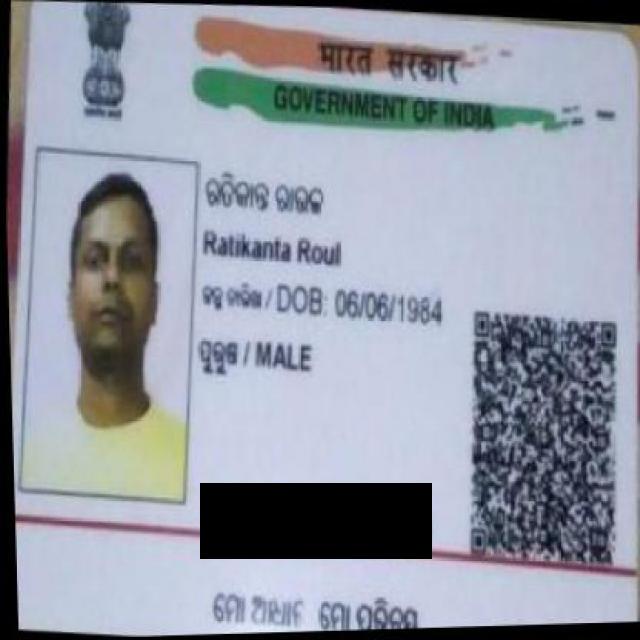 भारत सरकार
GOVERNMENT OF INDIA
ରତିକାନ୍ତ ରାଉଳ
Ratikanta Roul
ଜନ୍ମ ତାରିଖ / DOB: 06/06/1984
ପୁରୁଷ / MALE
ମୋ ଆଧାର ମୋ ପରିଚୟ